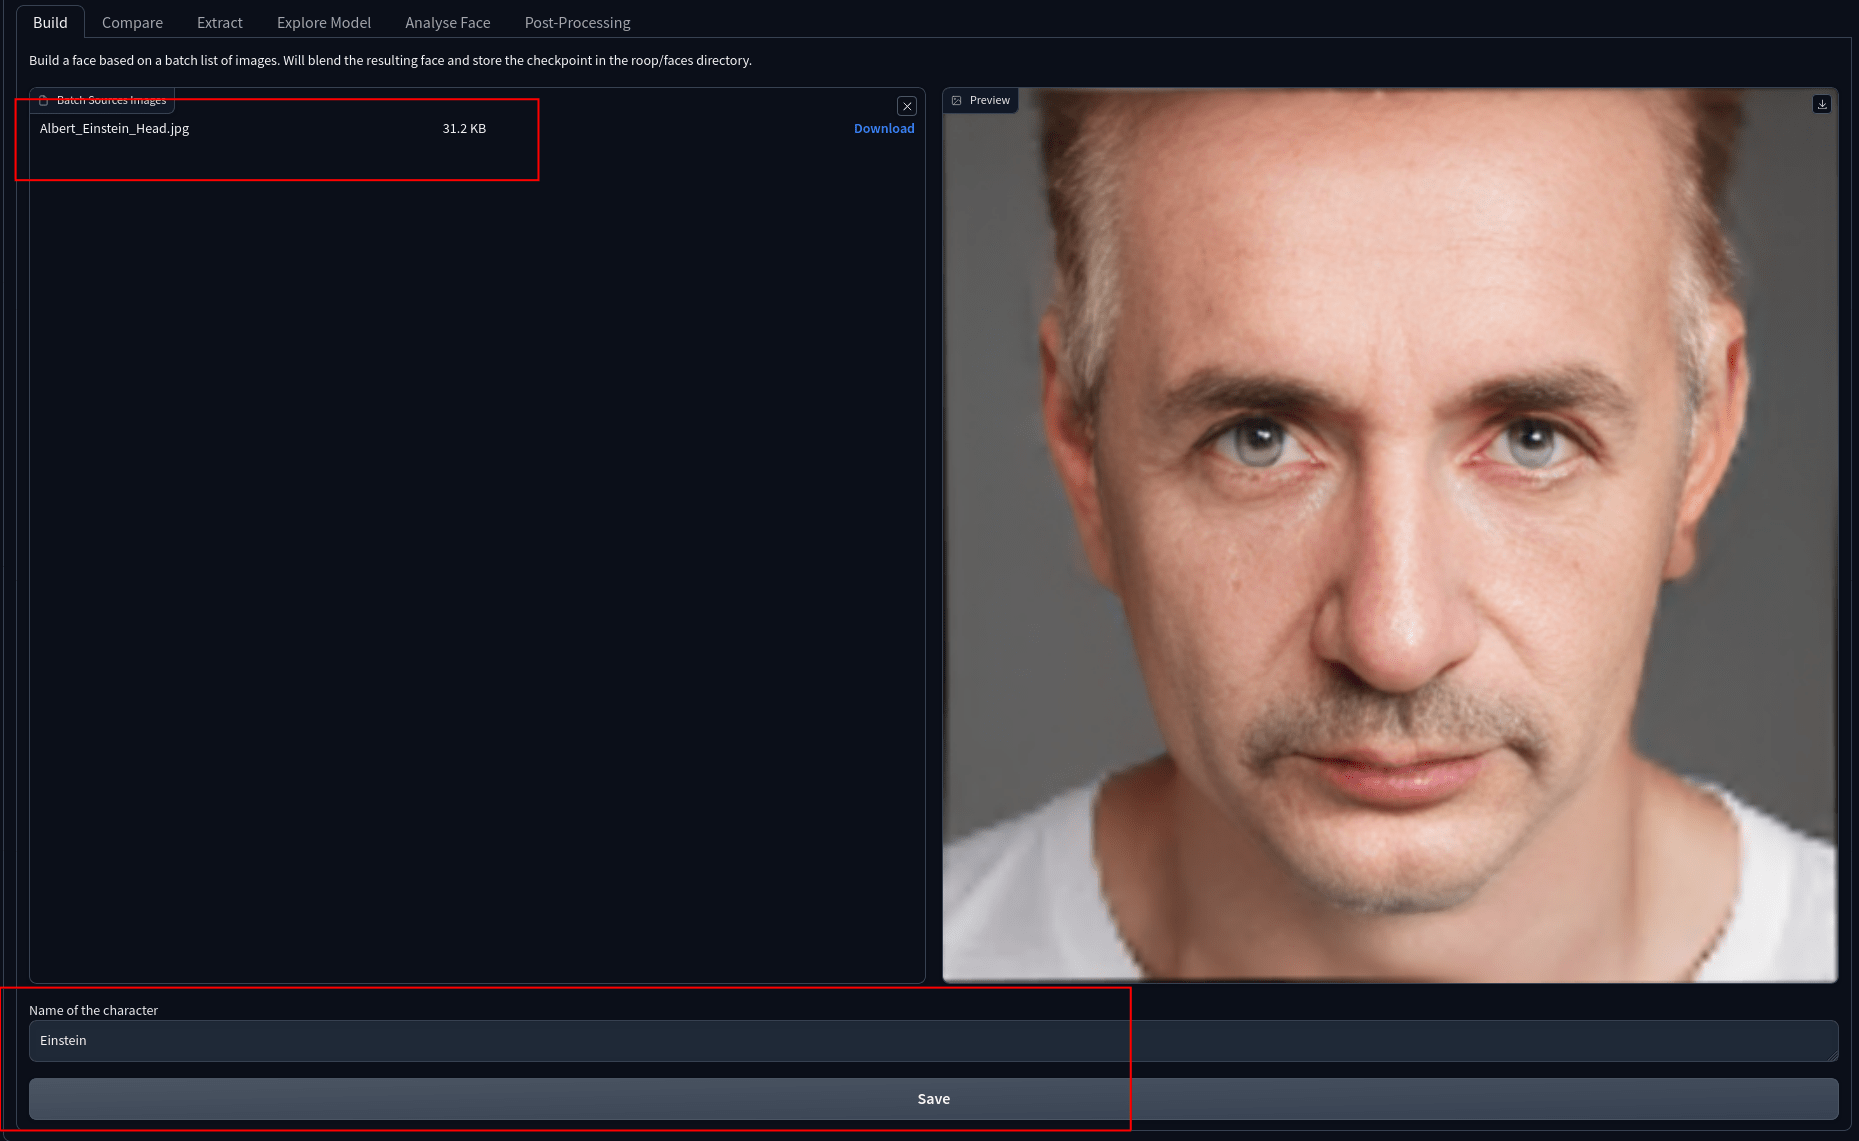 Build Compare Extract Explore Model Analyse Face Post-Processing
Build a face based on a batch list of images. Will blend the resulting face and store the checkpoint in the roop/faces directory.
Batch Sources Images
Albert_Einstein_Head.jpg 31.2 KB Download
Preview
Name of the character
Einstein
Save